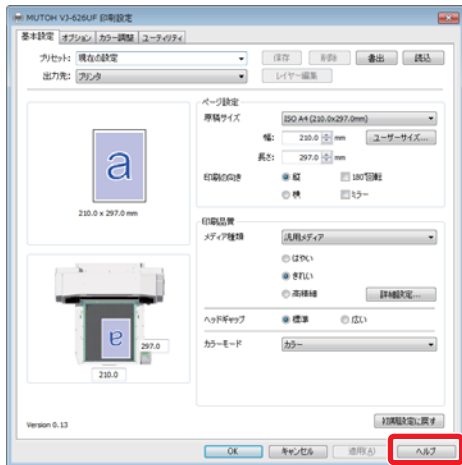 MUTOH VJ-626UF 印刷設定
基本設定 オプション カラー調整 ユーティリティ
プリセット: 現在の設定 保存 削除 書出 読込
出力先: プリンタ レイヤー編集
ページ設定
原稿サイズ ISO A4 (210.0x297.0mm)
幅: 210.0 mm ユーザーサイズ...
長さ: 297.0 mm
印刷の向き 縦 180°回転
横 ミラー
a
210.0 x 297.0 mm
印刷品質
メディア種類 汎用メディア
はやい
きれい
高精細 詳細設定...
ヘッドギャップ 標準 広い
カラーモード カラー
a
297.0
210.0
Version 0.13
初期設定に戻す
OK キャンセル 適用(A) ヘルプ